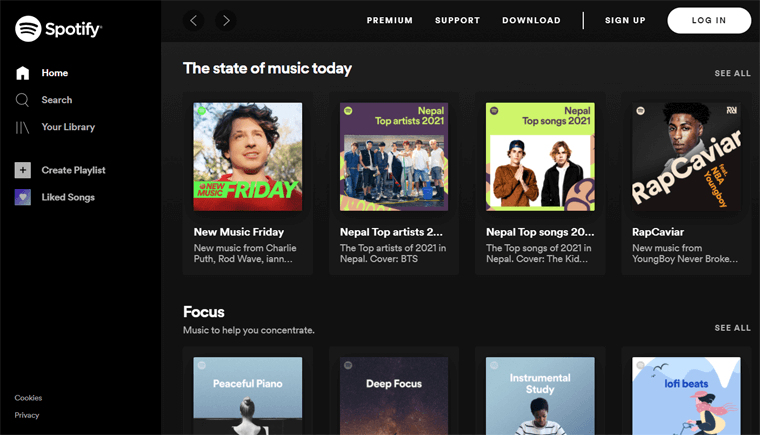 Spotify®
PREMIUM SUPPORT DOWNLOAD SIGN UP LOG IN
Home
Search
Your Library
Create Playlist
Liked Songs
Cookies
Privacy
The state of music today
SEE ALL
NEW MUSIC FRIDAY
New Music Friday
New music from Charlie
Puth, Rod Wave, iann...
Nepal
Top artists 2021
Nepal Top artists 2...
The Top artists of 2021 in
Nepal. Cover: BTS
Nepal
Top songs 2021
Nepal Top songs 20...
The Top songs of 2021 in
Nepal. Cover: The Kid...
RapCaviar
feat.
NBA
Youngboy
RapCaviar
New music from
YoungBoy Never Broke...
Focus
Music to help you concentrate.
SEE ALL
Peaceful Piano
Deep Focus
Instrumental
Study
lofi beats